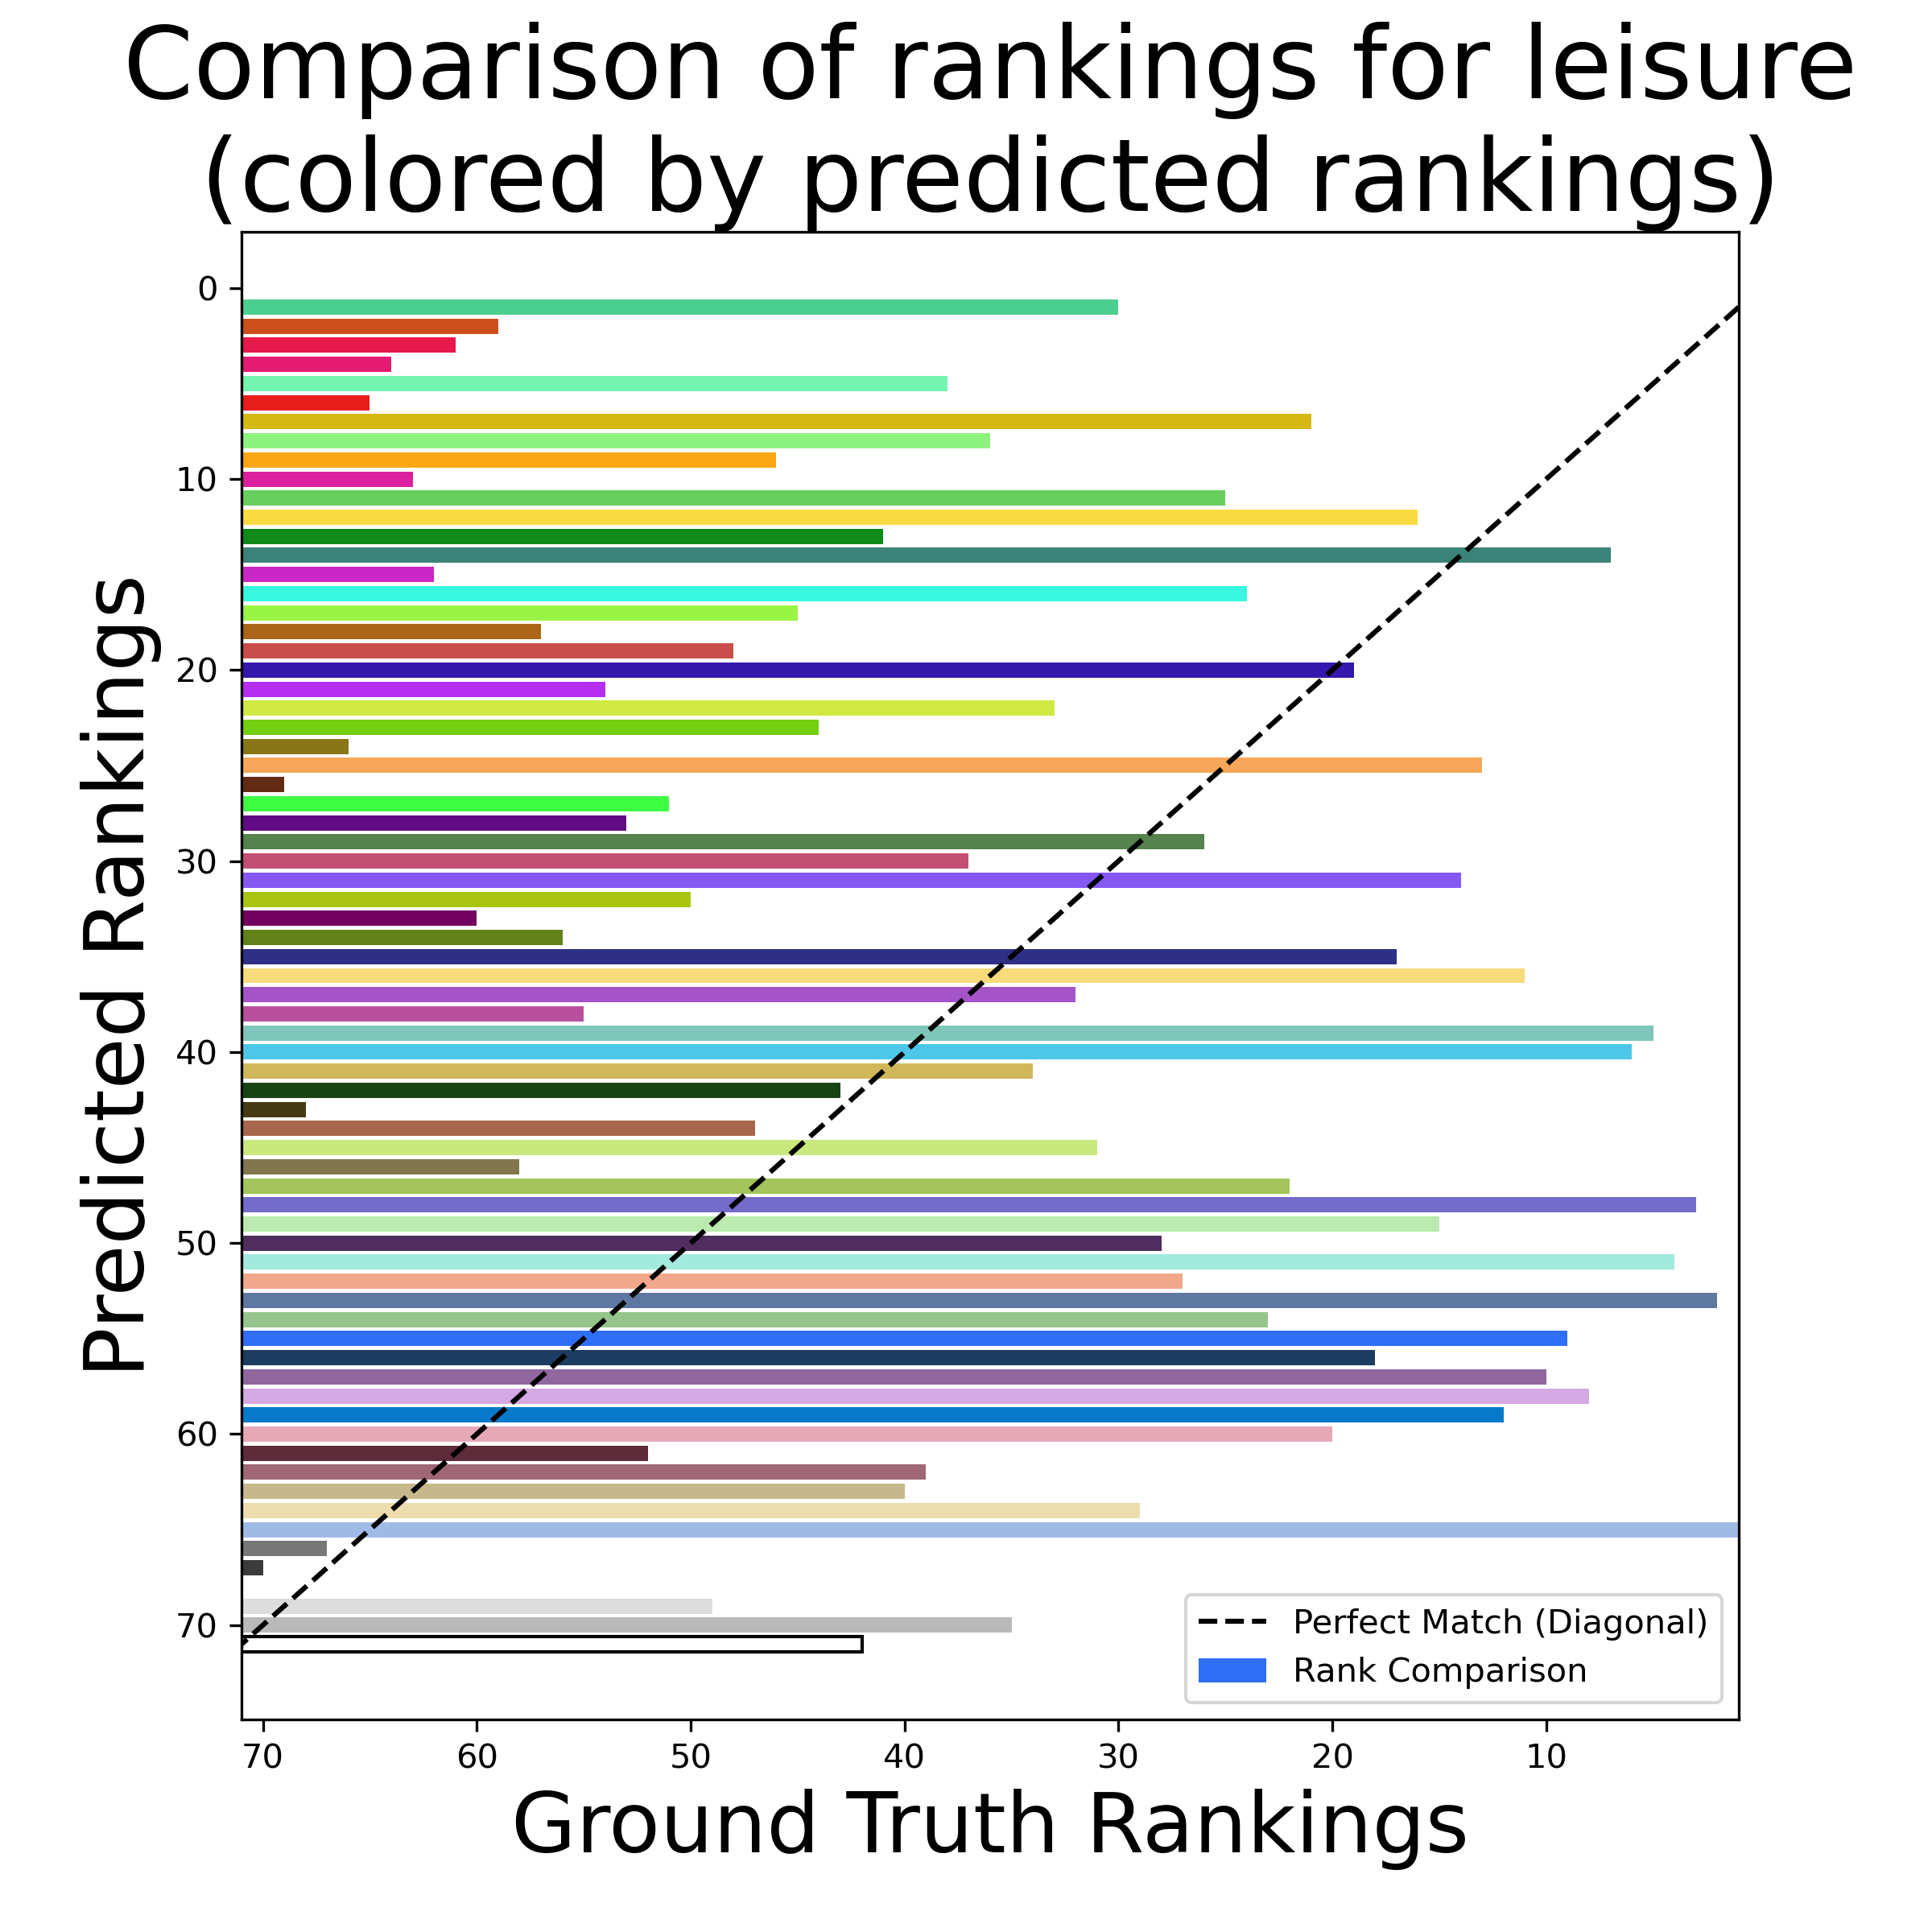 Comparison of rankings for leisure
(colored by predicted rankings)
Predicted Rankings
0
10
20
30
40
50
60
70
Perfect Match (Diagonal)
Rank Comparison
70 60 50 40 30 20 10
Ground Truth Rankings